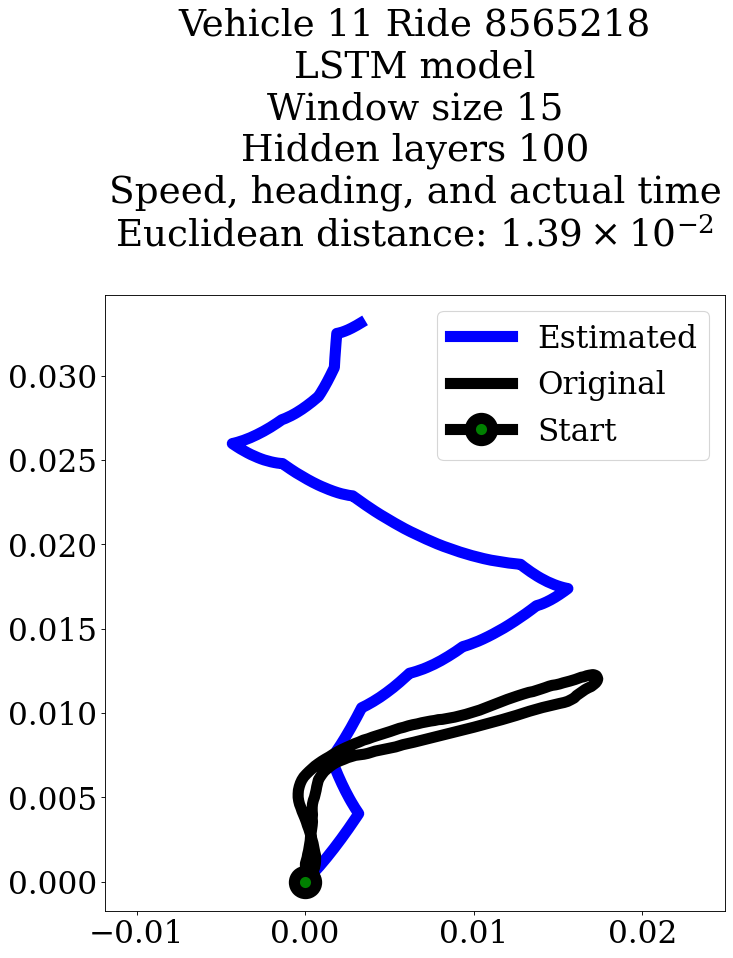 Vehicle 11 Ride 8565218
LSTM model
Window size 15
Hidden layers 100
Speed, heading, and actual time
Euclidean distance: 1.39 × 10⁻²
Estimated
Original
Start
0.030
0.025
0.020
0.015
0.010
0.005
0.000
−0.01 0.00 0.01 0.02